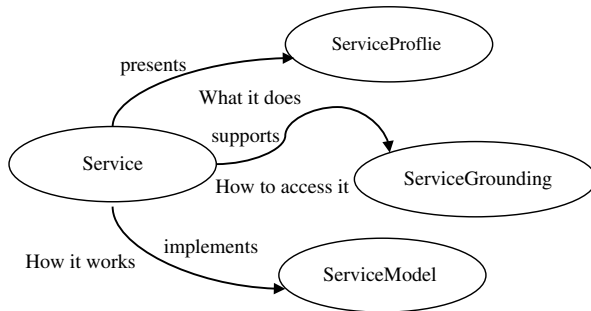 ServiceProflie
presents
What it does
supports
Service
How to access it
ServiceGrounding
implements
How it works
ServiceModel